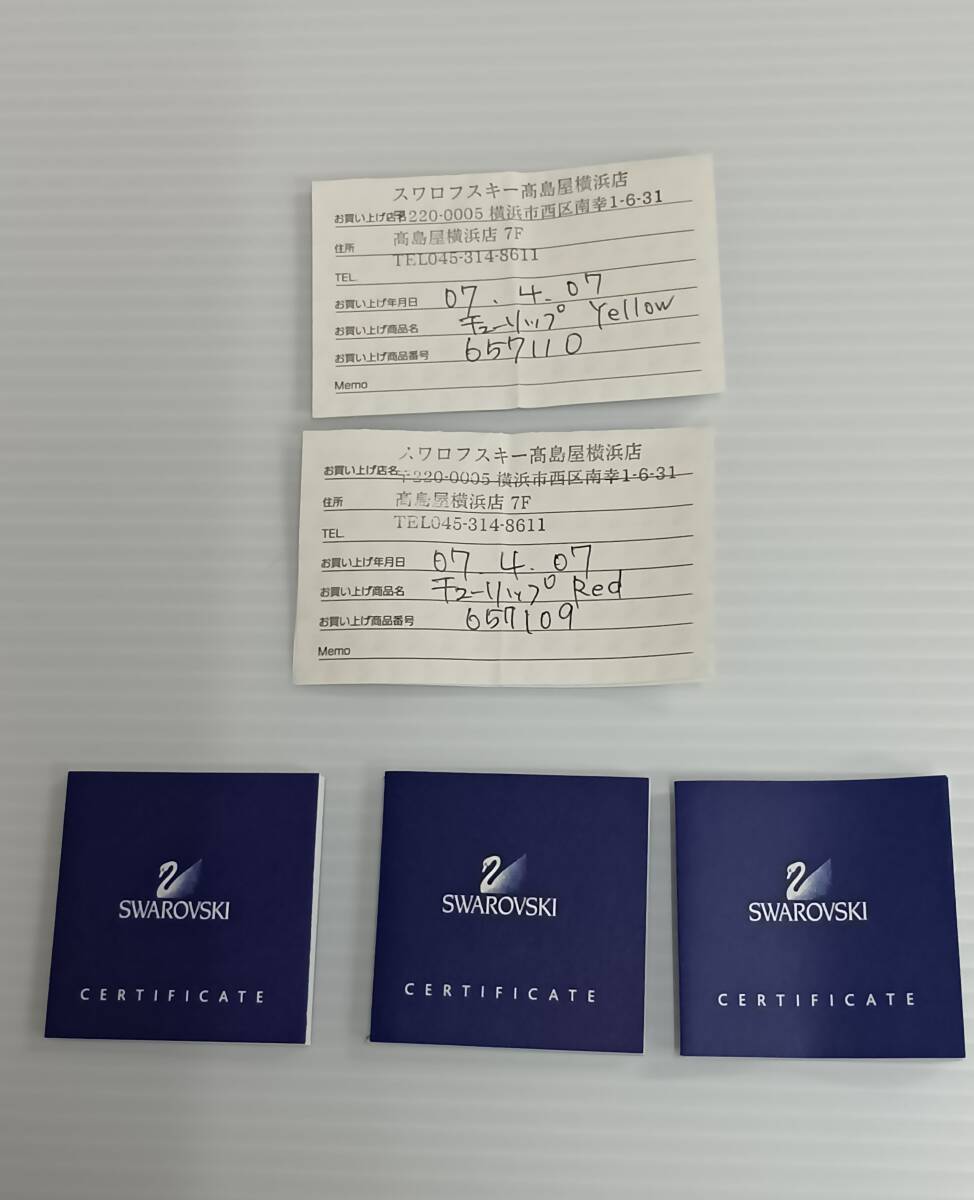 スワロフスキー髙島屋横浜店
お買い上げ店名 〒220-0005 横浜市西区南幸1-6-31
住所 髙島屋横浜店 7F
TEL. TEL045-314-8611
お買い上げ年月日 07.4.07
お買い上げ商品名 チューリップ Yellow
お買い上げ商品番号 657110
Memo
スワロフスキー髙島屋横浜店
お買い上げ店名 〒220-0005 横浜市西区南幸1-6-31
住所 髙島屋横浜店 7F
TEL. TEL045-314-8611
お買い上げ年月日 07.4.07
お買い上げ商品名 チューリップ Red
お買い上げ商品番号 657109
Memo
SWAROVSKI
CERTIFICATE
SWAROVSKI
CERTIFICATE
SWAROVSKI
CERTIFICATE